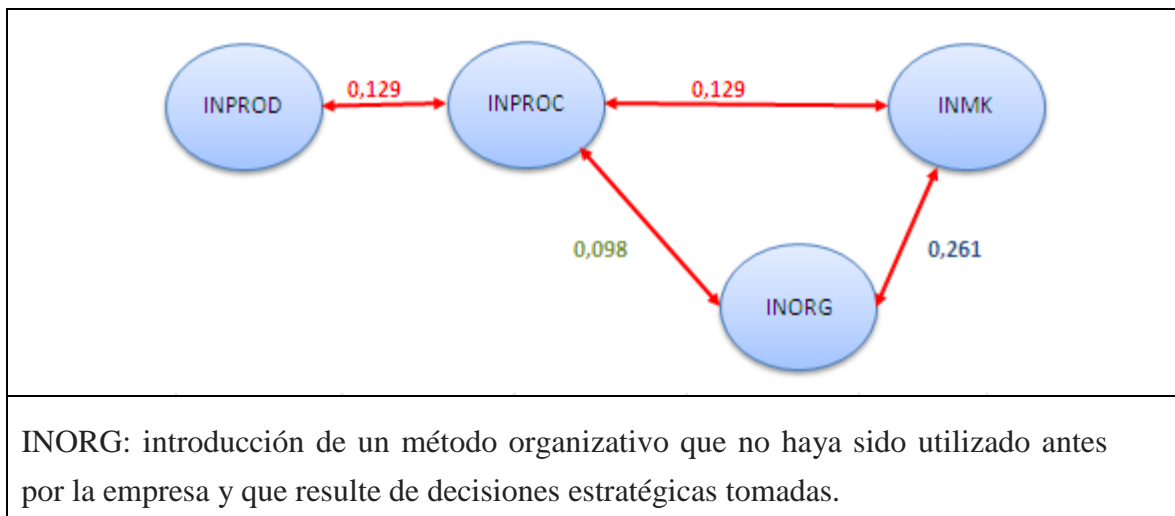 0,129
0,129
INPROD
INPROC
INMK
0,098
0,261
INORG
INORG: introducción de un método organizativo que no haya sido utilizado antes
por la empresa y que resulte de decisiones estratégicas tomadas.